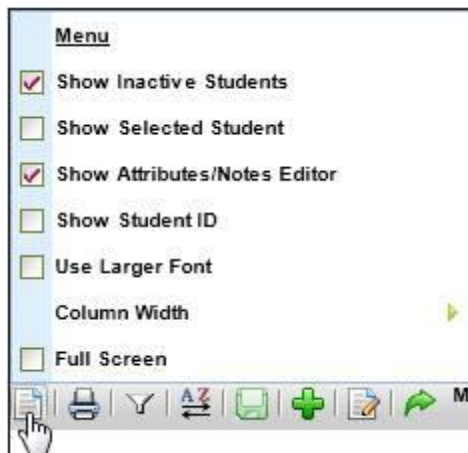 Menu
Show Inactive Students
Show Selected Student
Show Attributes/Notes Editor
Show Student ID
Use Larger Font
Column Width
Full Screen
A Z
M